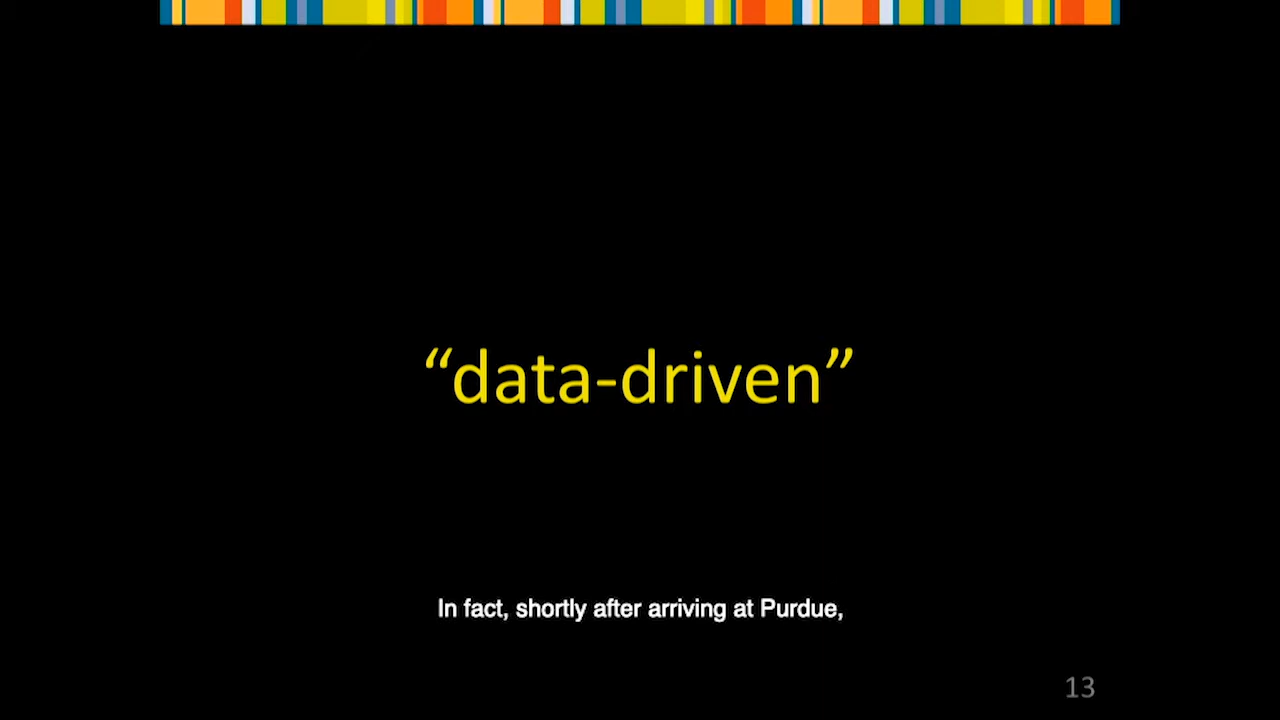 “data-driven”
In fact, shortly after arriving at Purdue,
13